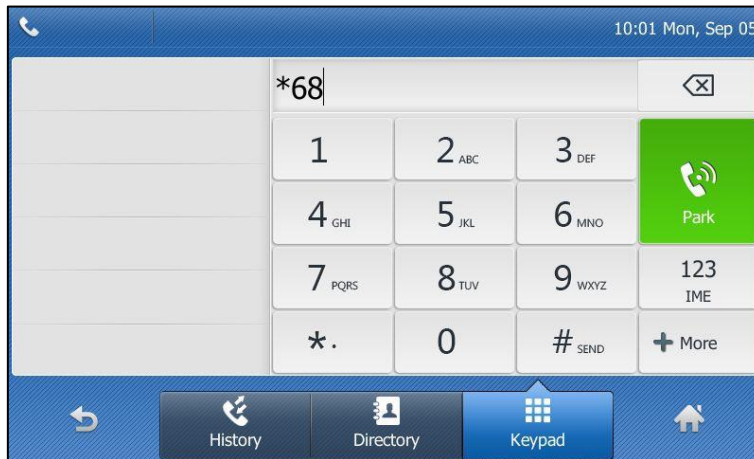 10:01 Mon, Sep 05
*68
1
2 ABC
3 DEF
Park
4 GHI
5 JKL
6 MNO
7 PQRS
8 TUV
9 WXYZ
123
IME
*.
0
# SEND
+ More
History
Directory
Keypad